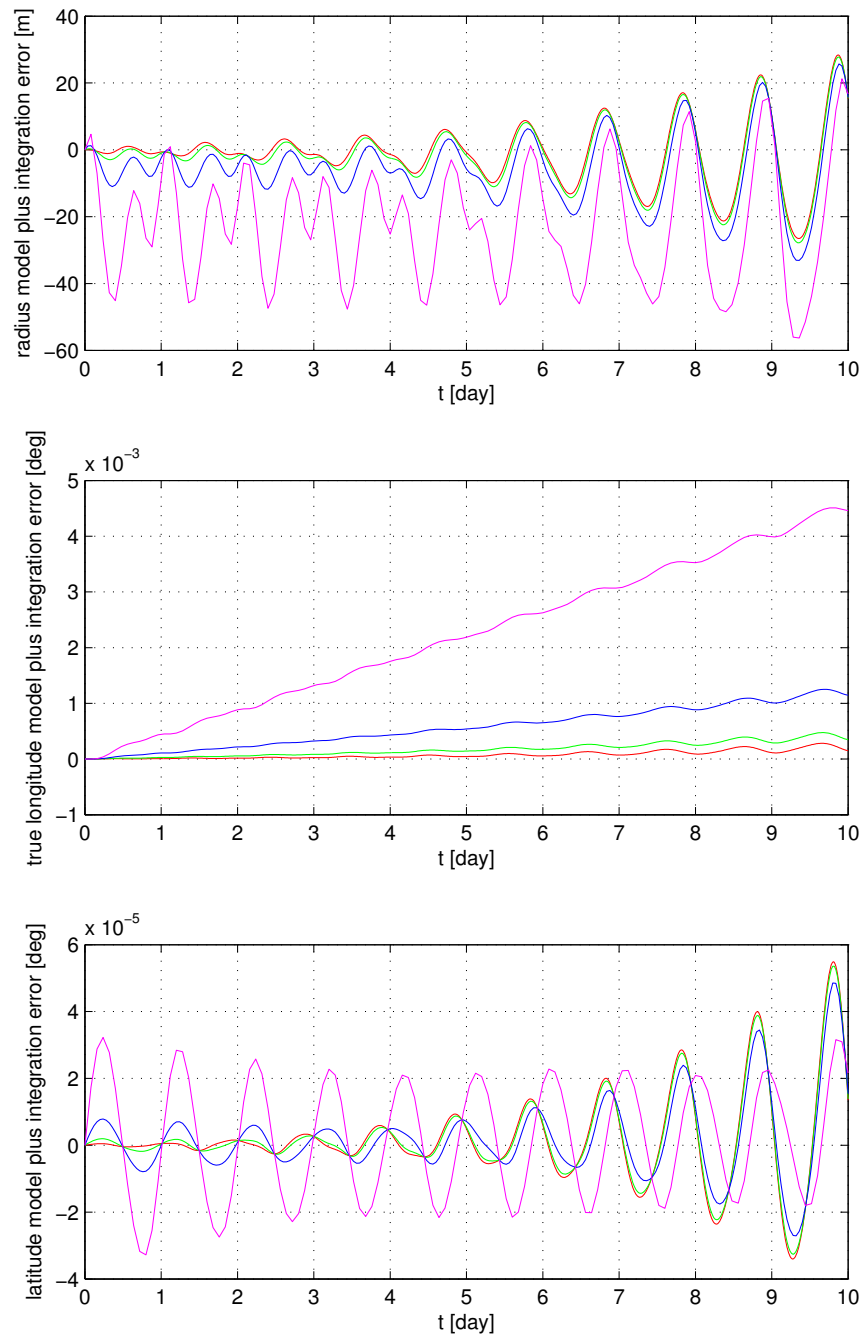 radius model plus integration error [m]
40
20
0
−20
−40
−60
0 1 2 3 4 5 6 7 8 9 10
t [day]
true longitude model plus integration error [deg]
x 10−3
5
4
3
2
1
0
−1
0 1 2 3 4 5 6 7 8 9 10
t [day]
latitude model plus integration error [deg]
x 10−5
6
4
2
0
−2
−4
0 1 2 3 4 5 6 7 8 9 10
t [day]